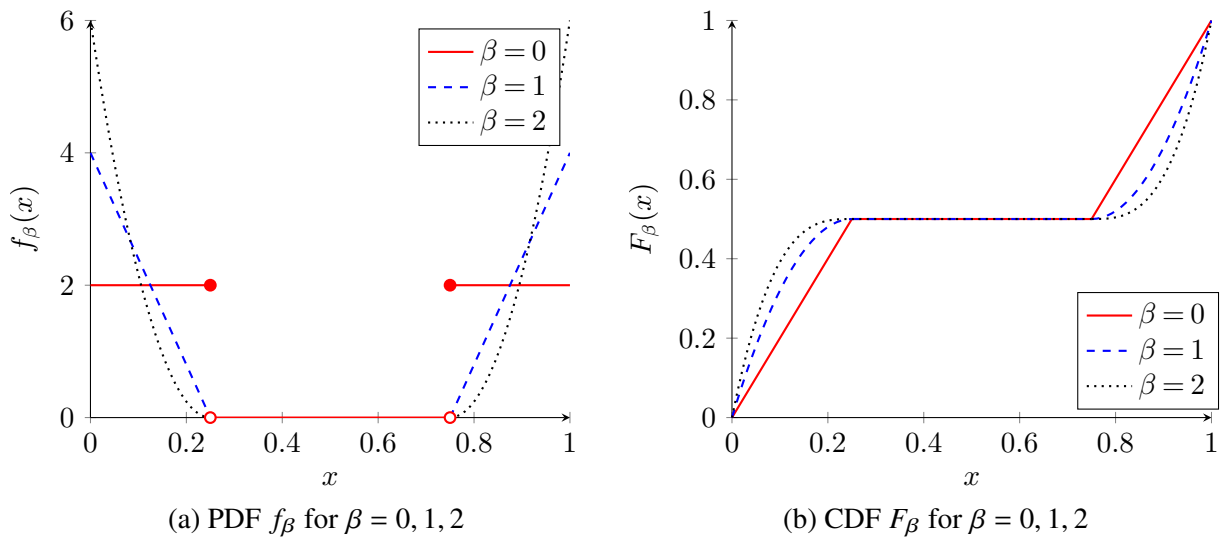 6
4
2
0
f_β(x)
β = 0
β = 1
β = 2
0 0.2 0.4 0.6 0.8 1
x
(a) PDF f_β for β = 0, 1, 2
1
0.8
0.6
0.4
0.2
0
F_β(x)
β = 0
β = 1
β = 2
0 0.2 0.4 0.6 0.8 1
x
(b) CDF F_β for β = 0, 1, 2